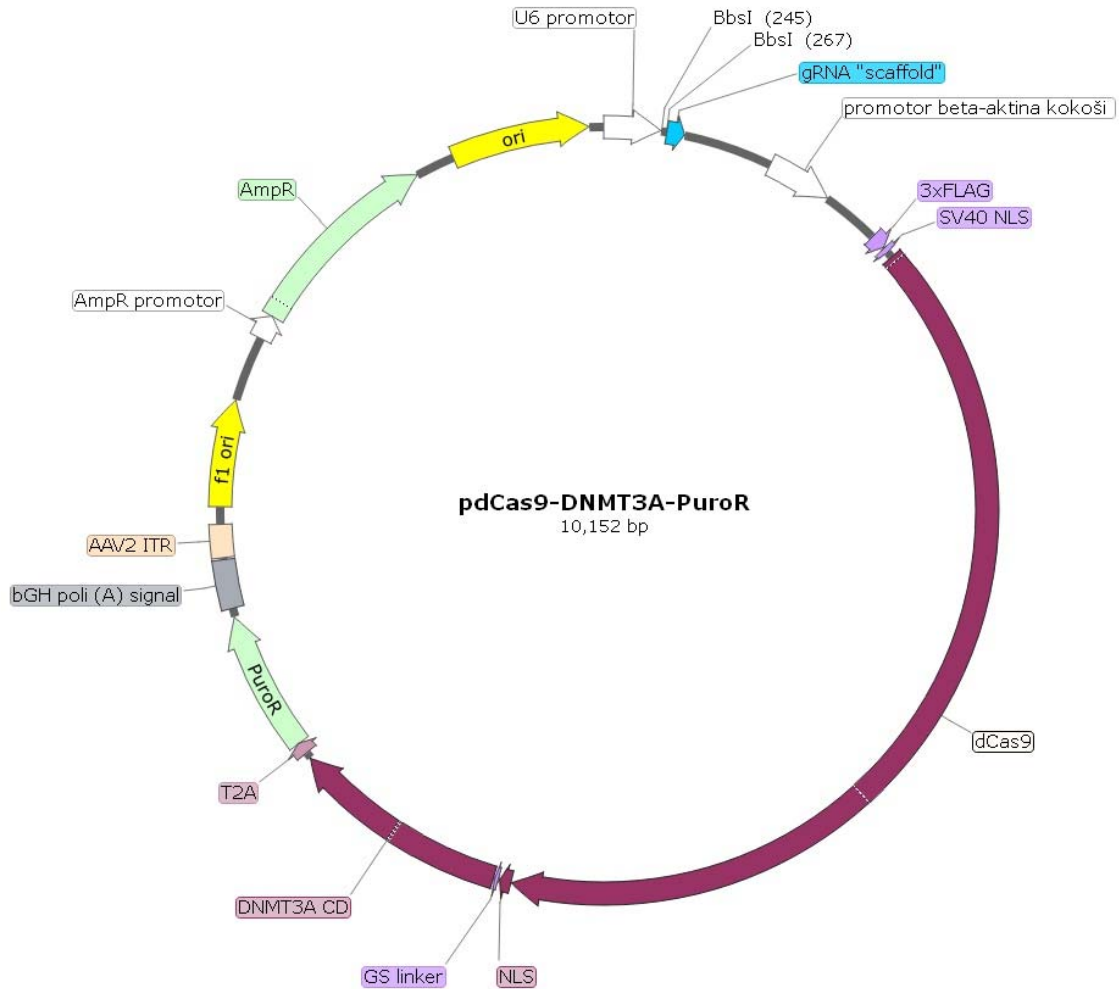 U6 promotor
BbsI (245)
BbsI (267)
gRNA "scaffold"
promotor beta-aktina kokoši
3xFLAG
SV40 NLS
dCas9
NLS
GS linker
DNMT3A CD
T2A
PuroR
bGH poli (A) signal
AAV2 ITR
f1 ori
AmpR promotor
AmpR
ori
pdCas9-DNMT3A-PuroR
10,152 bp